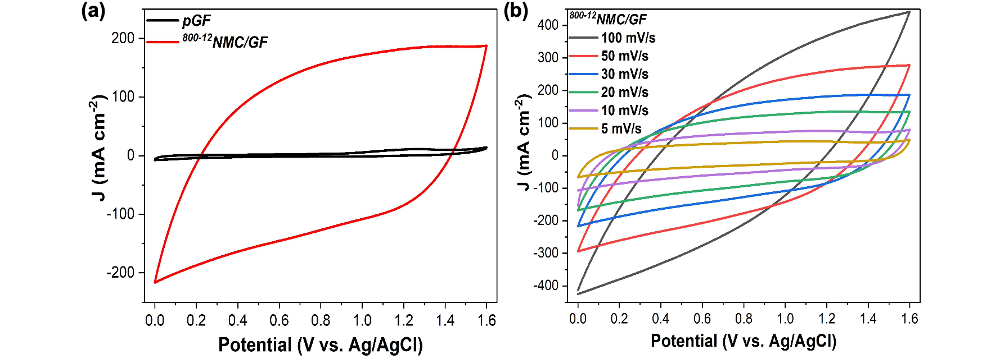 (a)
pGF
800-12NMC/GF
200
100
0
-100
-200
J (mA cm-2)
0.0 0.2 0.4 0.6 0.8 1.0 1.2 1.4 1.6
Potential (V vs. Ag/AgCl)
(b)
800-12NMC/GF
100 mV/s
50 mV/s
30 mV/s
20 mV/s
10 mV/s
5 mV/s
400
300
200
100
0
-100
-200
-300
-400
J (mA cm-2)
0.0 0.2 0.4 0.6 0.8 1.0 1.2 1.4 1.6
Potential (V vs. Ag/AgCl)